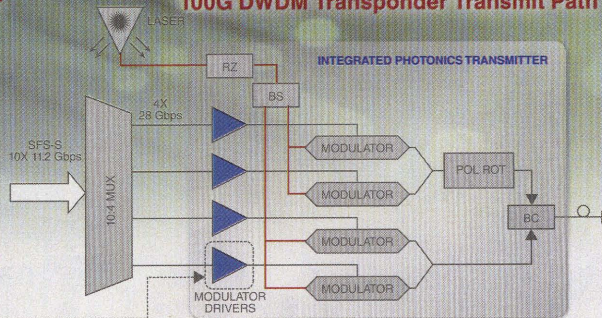 100G DWDM Transponder Transmit Path
LASER
RZ
INTEGRATED PHOTONICS TRANSMITTER
BS
4X
28 Gbps
SFS-S
10X 11.2 Gbps
10:4 MUX
MODULATOR
MODULATOR
POL ROT
BC
MODULATOR
MODULATOR
MODULATOR
DRIVERS